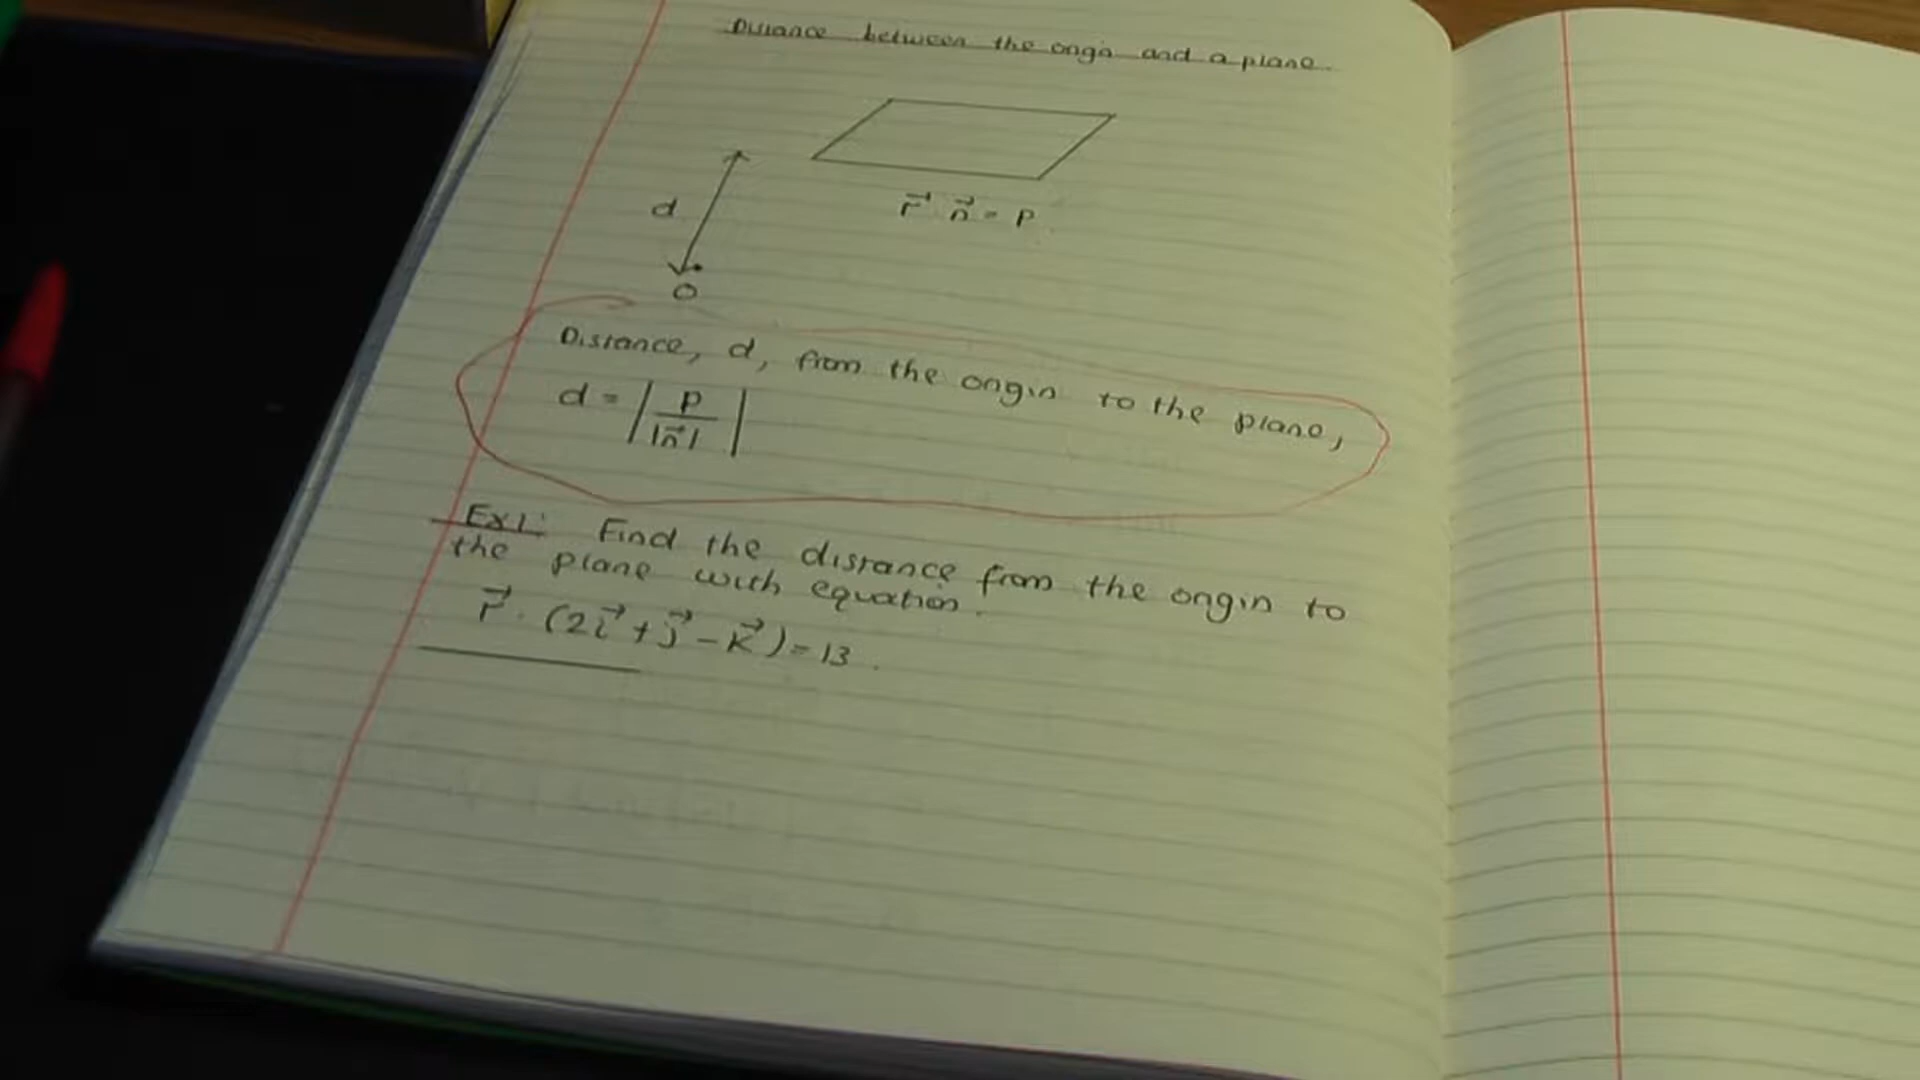 Distance between the origin and a plane.
d
r⃗ . n⃗ = P
O
Distance, d, from the origin to the plane,
d = | P / |n⃗| |
Ex1: Find the distance from the origin to
the plane with equation.
r⃗ . (2i⃗ + j⃗ - k⃗) = 13.